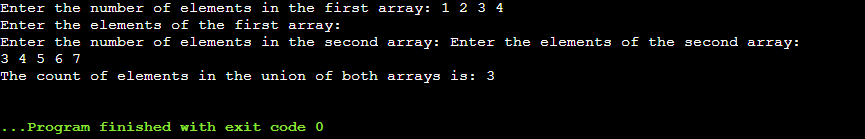 Enter the number of elements in the first array: 1 2 3 4
Enter the elements of the first array:
Enter the number of elements in the second array: Enter the elements of the second array:
3 4 5 6 7
The count of elements in the union of both arrays is: 3
...Program finished with exit code 0